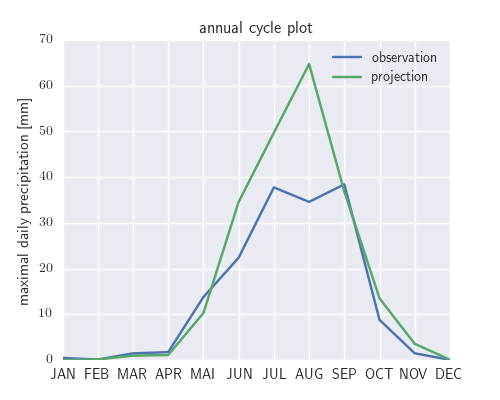 annual cycle plot
70
60
50
40
30
20
10
0
maximal daily precipitation [mm]
observation
projection
JAN FEB MAR APR MAI JUN JUL AUG SEP OCT NOV DEC